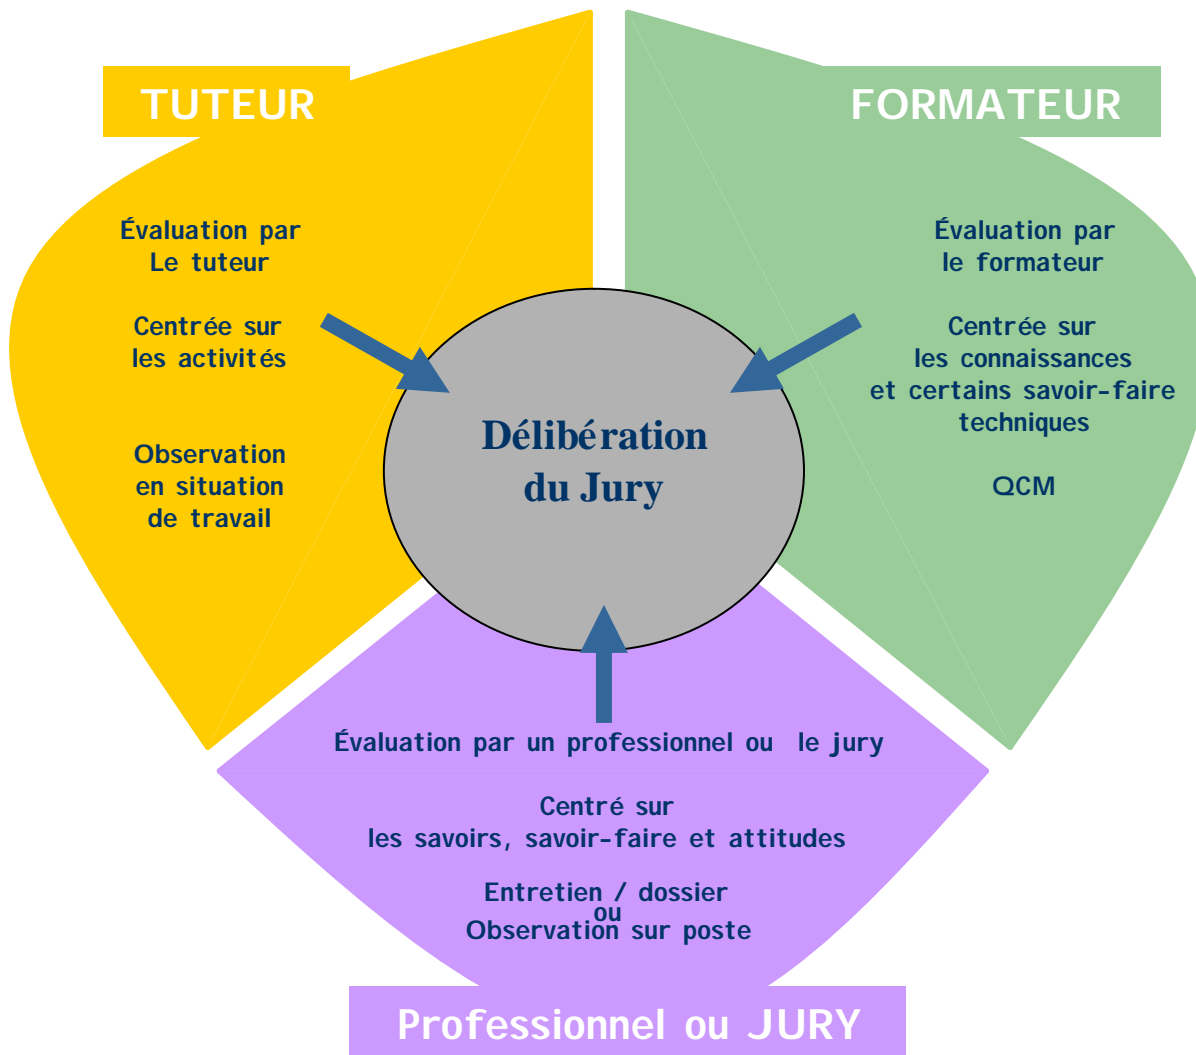 TUTEUR
Évaluation par
Le tuteur
Centrée sur
les activités
Observation
en situation
de travail
FORMATEUR
Évaluation par
le formateur
Centrée sur
les connaissances
et certains savoir-faire
techniques
QCM
Délibération
du Jury
Évaluation par un professionnel ou le jury
Centré sur
les savoirs, savoir-faire et attitudes
Entretien / dossier
ou
Observation sur poste
Professionnel ou JURY